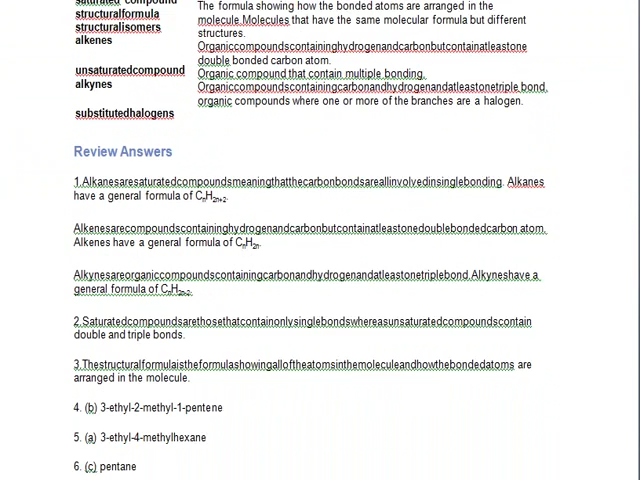 saturated compound
structuralformula
structuralisomers
alkenes
unsaturatedcompound
alkynes
substitutedhalogens
The formula showing how the bonded atoms are arranged in the
molecule.Molecules that have the same molecular formula but different
structures.
Organiccompoundscontaininghydrogenandcarbonbutcontainatleastone
double bonded carbon atom.
Organic compound that contain multiple bonding.
Organiccompoundscontainingcarbonandhydrogenandatleastonetriple bond.
organic compounds where one or more of the branches are a halogen.
Review Answers
1.Alkanesaresaturatedcompoundsmeaningthatthecarbonbondsareallinvolvedinsinglebonding. Alkanes
have a general formula of CnH2n+2.
Alkenesarecompoundscontaininghydrogenandcarbonbutcontainatleastonedoublebondedcarbon atom.
Alkenes have a general formula of CnH2n.
Alkynesareorganiccompoundscontainingcarbonandhydrogenandatleastonetriplebond.Alkyneshave a
general formula of CnH2n-2.
2.Saturatedcompoundsarethosethatcontainonlysinglebondswhereasunsaturatedcompoundscontain
double and triple bonds.
3.Thestructuralformulaistheformulashowingalloftheatomsinthemoleculeandhowthebondedatoms are
arranged in the molecule.
4. (b) 3-ethyl-2-methyl-1-pentene
5. (a) 3-ethyl-4-methylhexane
6. (c) pentane